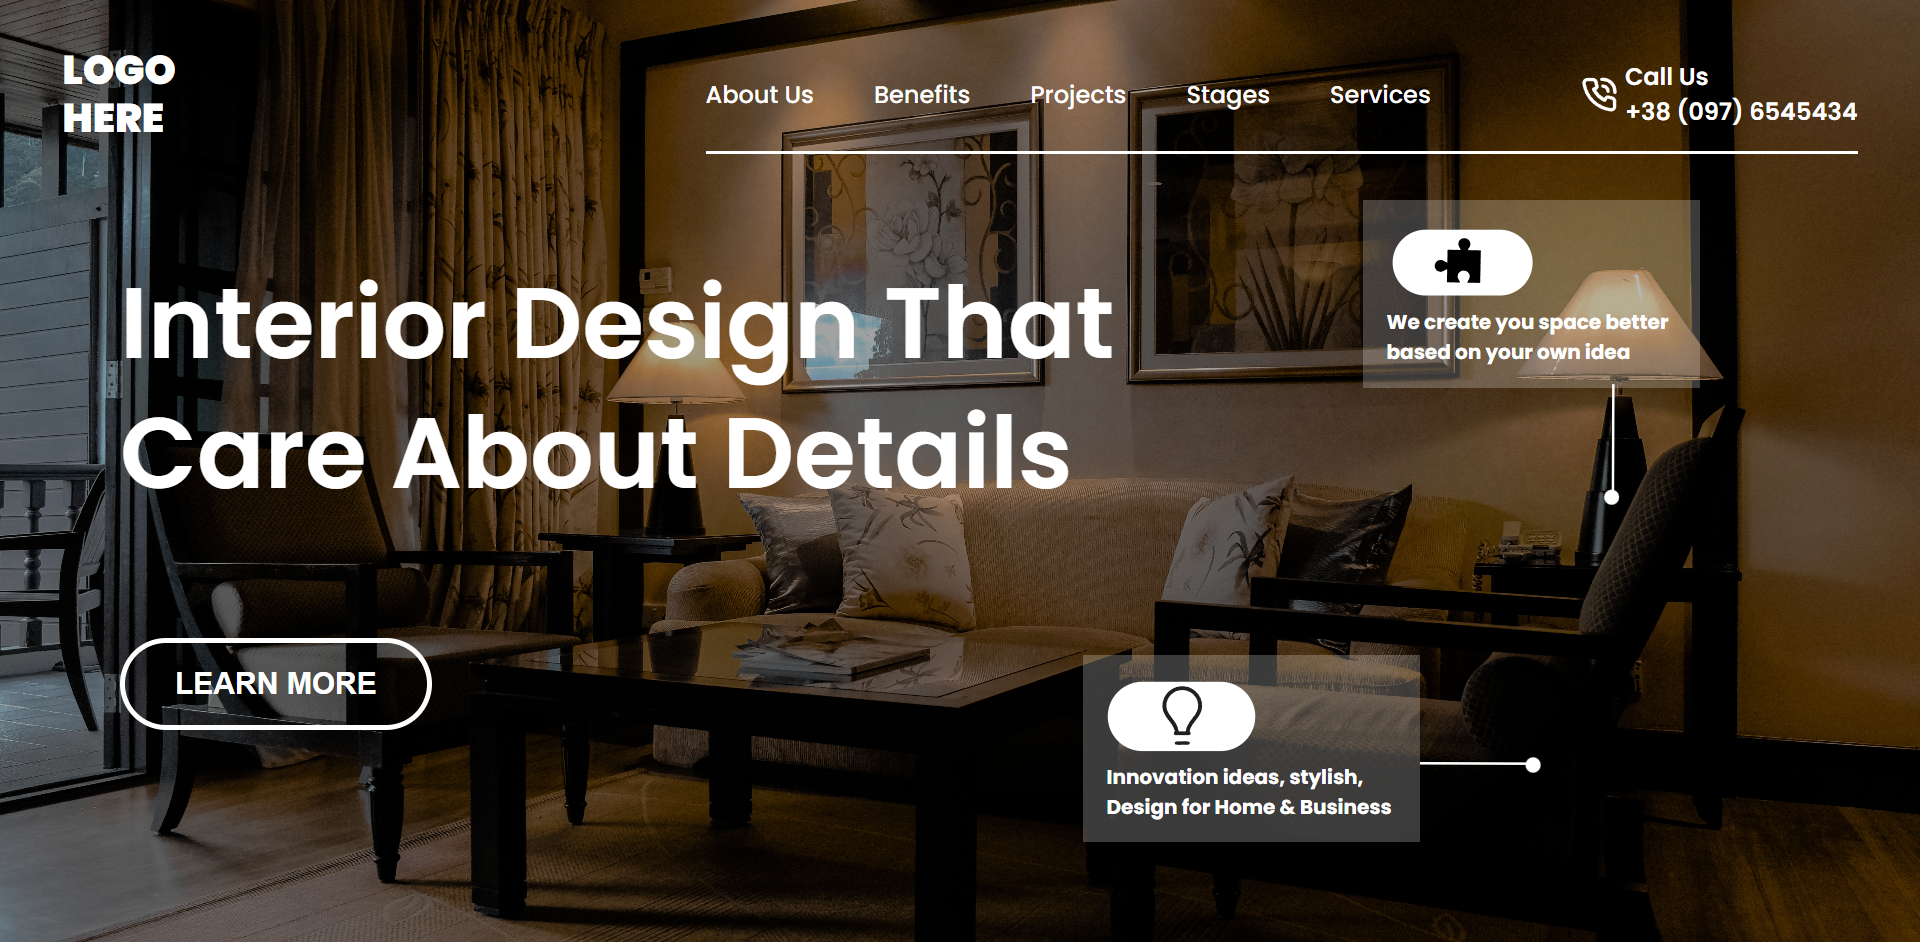 LOGO
HERE
About Us Benefits Projects Stages Services
Call Us
+38 (097) 6545434
Interior Design That
Care About Details
LEARN MORE
We create you space better
based on your own idea
Innovation ideas, stylish,
Design for Home & Business